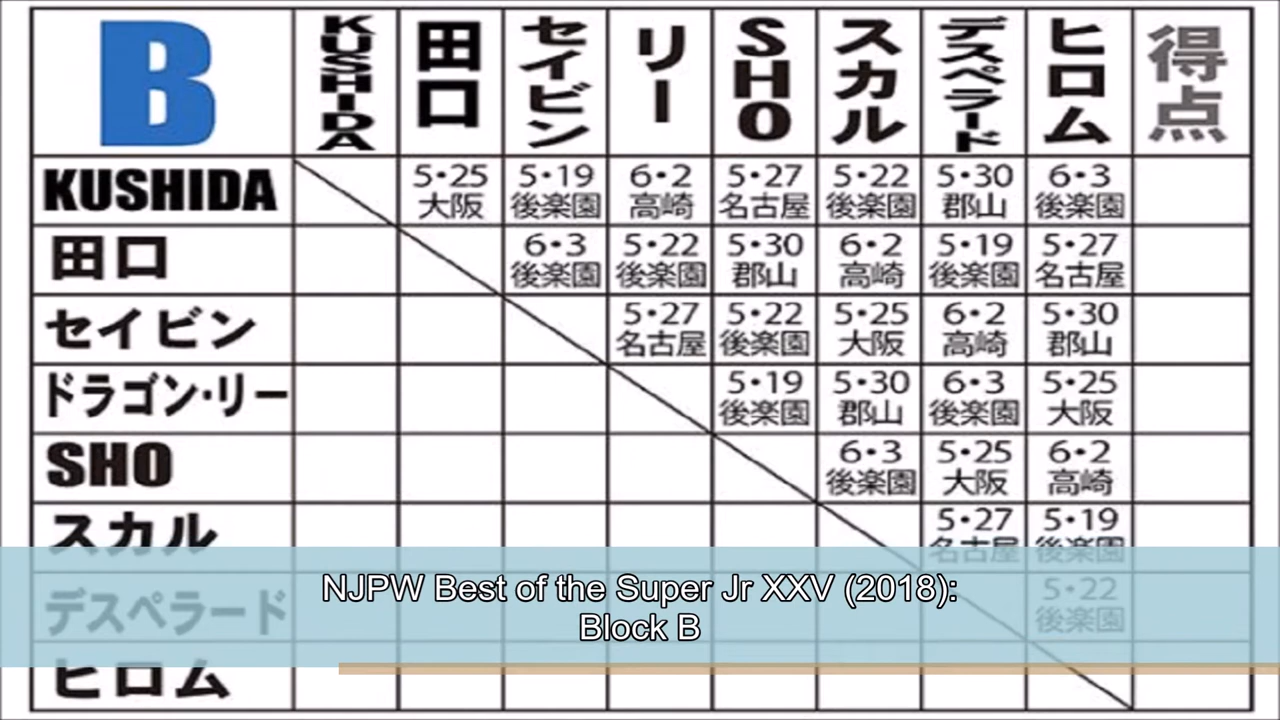 B KUSHIDA 田口 セイビン リー SHO スカル デスペラード ヒロム 得点
KUSHIDA 5・25 5・19 6・2 5・27 5・22 5・30 6・3
大阪 後楽園 高崎 名古屋 後楽園 郡山 後楽園
田口 6・3 5・22 5・30 6・2 5・19 5・27
後楽園 後楽園 郡山 高崎 後楽園 名古屋
セイビン 5・27 5・22 5・25 6・2 5・30
名古屋 後楽園 大阪 高崎 郡山
ドラゴン・リー 5・19 5・30 6・3 5・25
後楽園 郡山 後楽園 大阪
SHO 6・3 5・25 6・2
後楽園 大阪 高崎
スカル 5・27 5・19
名古屋 後楽園
デスペラード 5・22
後楽園
NJPW Best of the Super Jr XXV (2018):
Block B
ヒロム